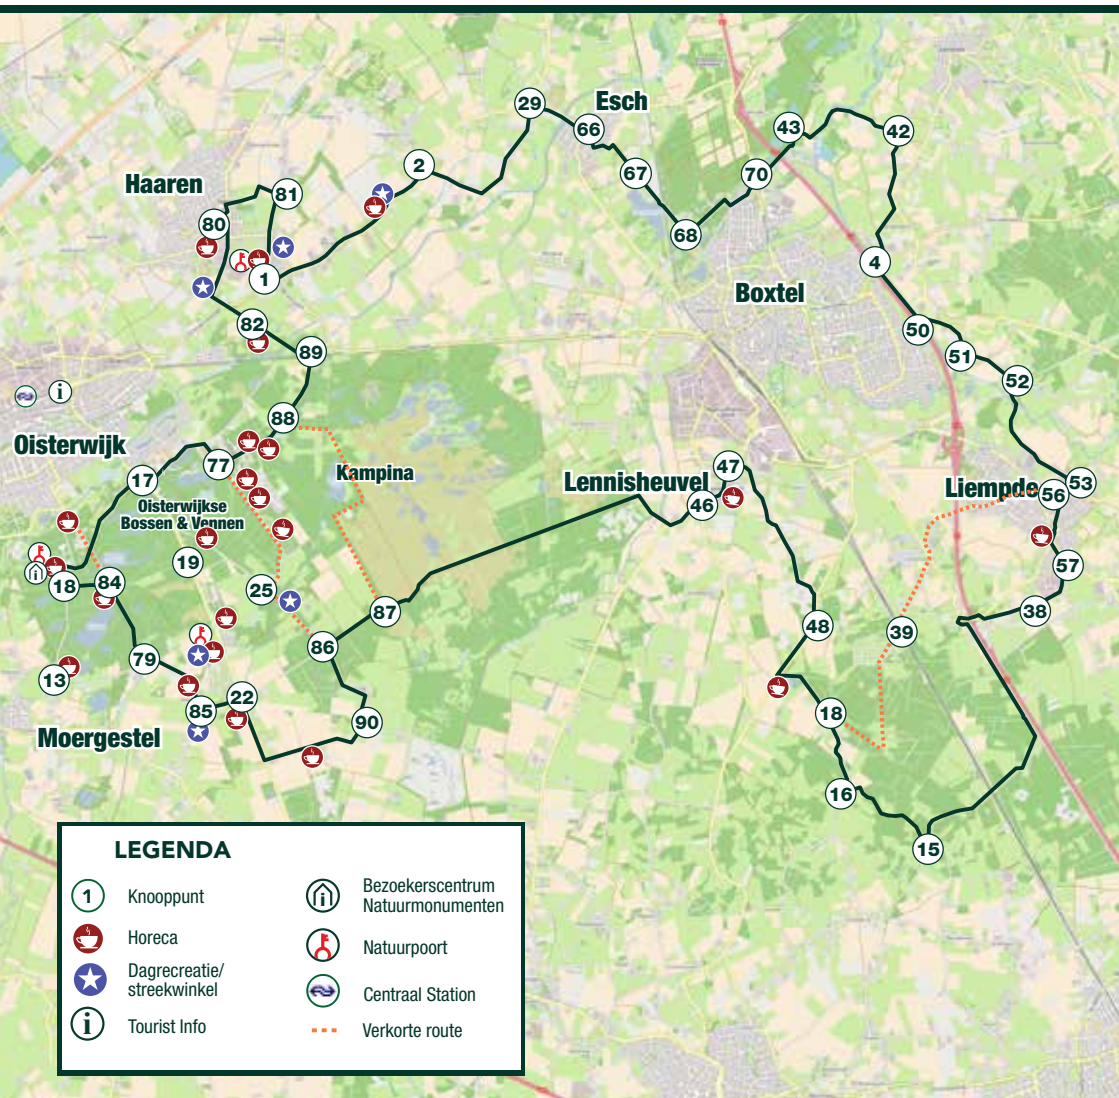 29
Esch
66
43
42
2
67
70
Haaren
81
80
68
4
1
Boxtel
82
50
89
51
52
i
88
Oisterwijk
77
17
Kampina
Lennisheuvel
47
46
Liempde
56
53
Oisterwijkse
Bossen & Vennen
19
57
i
18
84
25
87
38
86
48
39
79
13
22
85
90
18
Moergestel
16
15
LEGENDA
1
Knooppunt
Horeca
Dagrecreatie/
streekwinkel
i
Tourist Info
i
Bezoekerscentrum
Natuurmonumenten
Natuurpoort
Centraal Station
Verkorte route